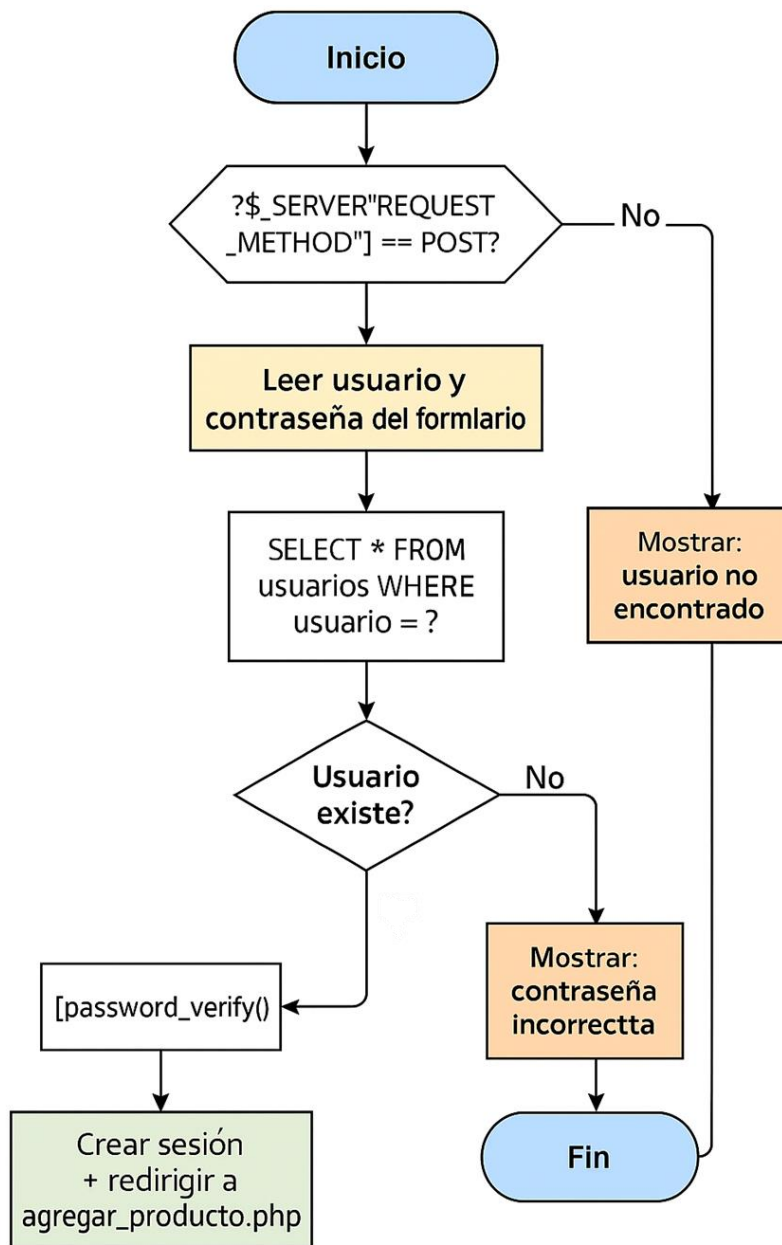 Inicio
?$_SERVER"REQUEST
_METHOD"] == POST?
No
Leer usuario y
contraseña del formlario
SELECT * FROM
usuarios WHERE
usuario = ?
Mostrar:
usuario no
encontrado
Usuario
existe?
No
[password_verify()
Mostrar:
contraseña
incorrectta
Crear sesión
+ redirigir a
agregar_producto.php
Fin